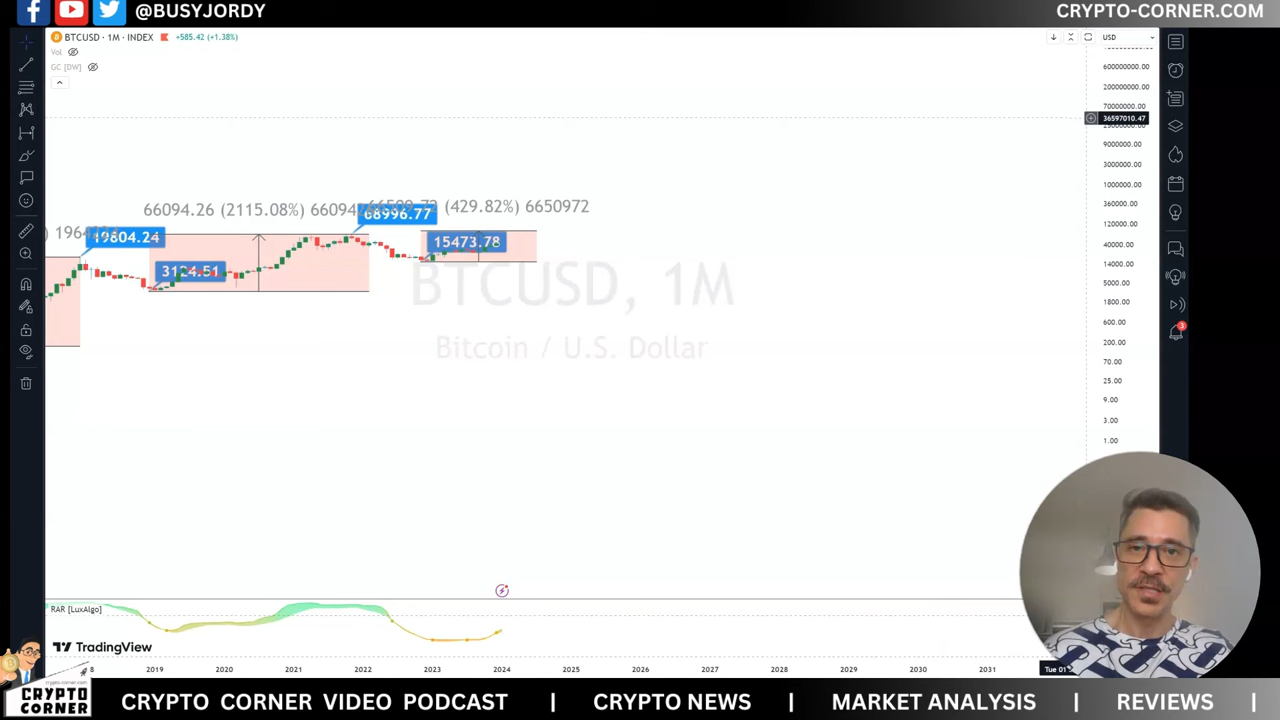 @BUSYJORDY
CRYPTO-CORNER.COM
BTCUSD · 1M · INDEX +585.42 (+1.38%)
Vol
GC [DW]
USD
600000000.00
200000000.00
70000000.00
36597010.47
9000000.00
3000000.00
1000000.00
360000.00
120000.00
40000.00
14000.00
5000.00
1800.00
600.00
200.00
70.00
25.00
9.00
3.00
1.00
66094.26 (2115.08%)
(429.82%) 6650972
68996.77
19804.24
15473.78
3124.51
BTCUSD, 1M
Bitcoin / U.S. Dollar
3
RAR [LuxAlgo]
TradingView
8 2019 2020 2021 2022 2023 2024 2025 2026 2027 2028 2029 2030 2031 Tue 01
CRYPTO
CORNER
CRYPTO CORNER VIDEO PODCAST | CRYPTO NEWS | MARKET ANALYSIS | REVIEWS |